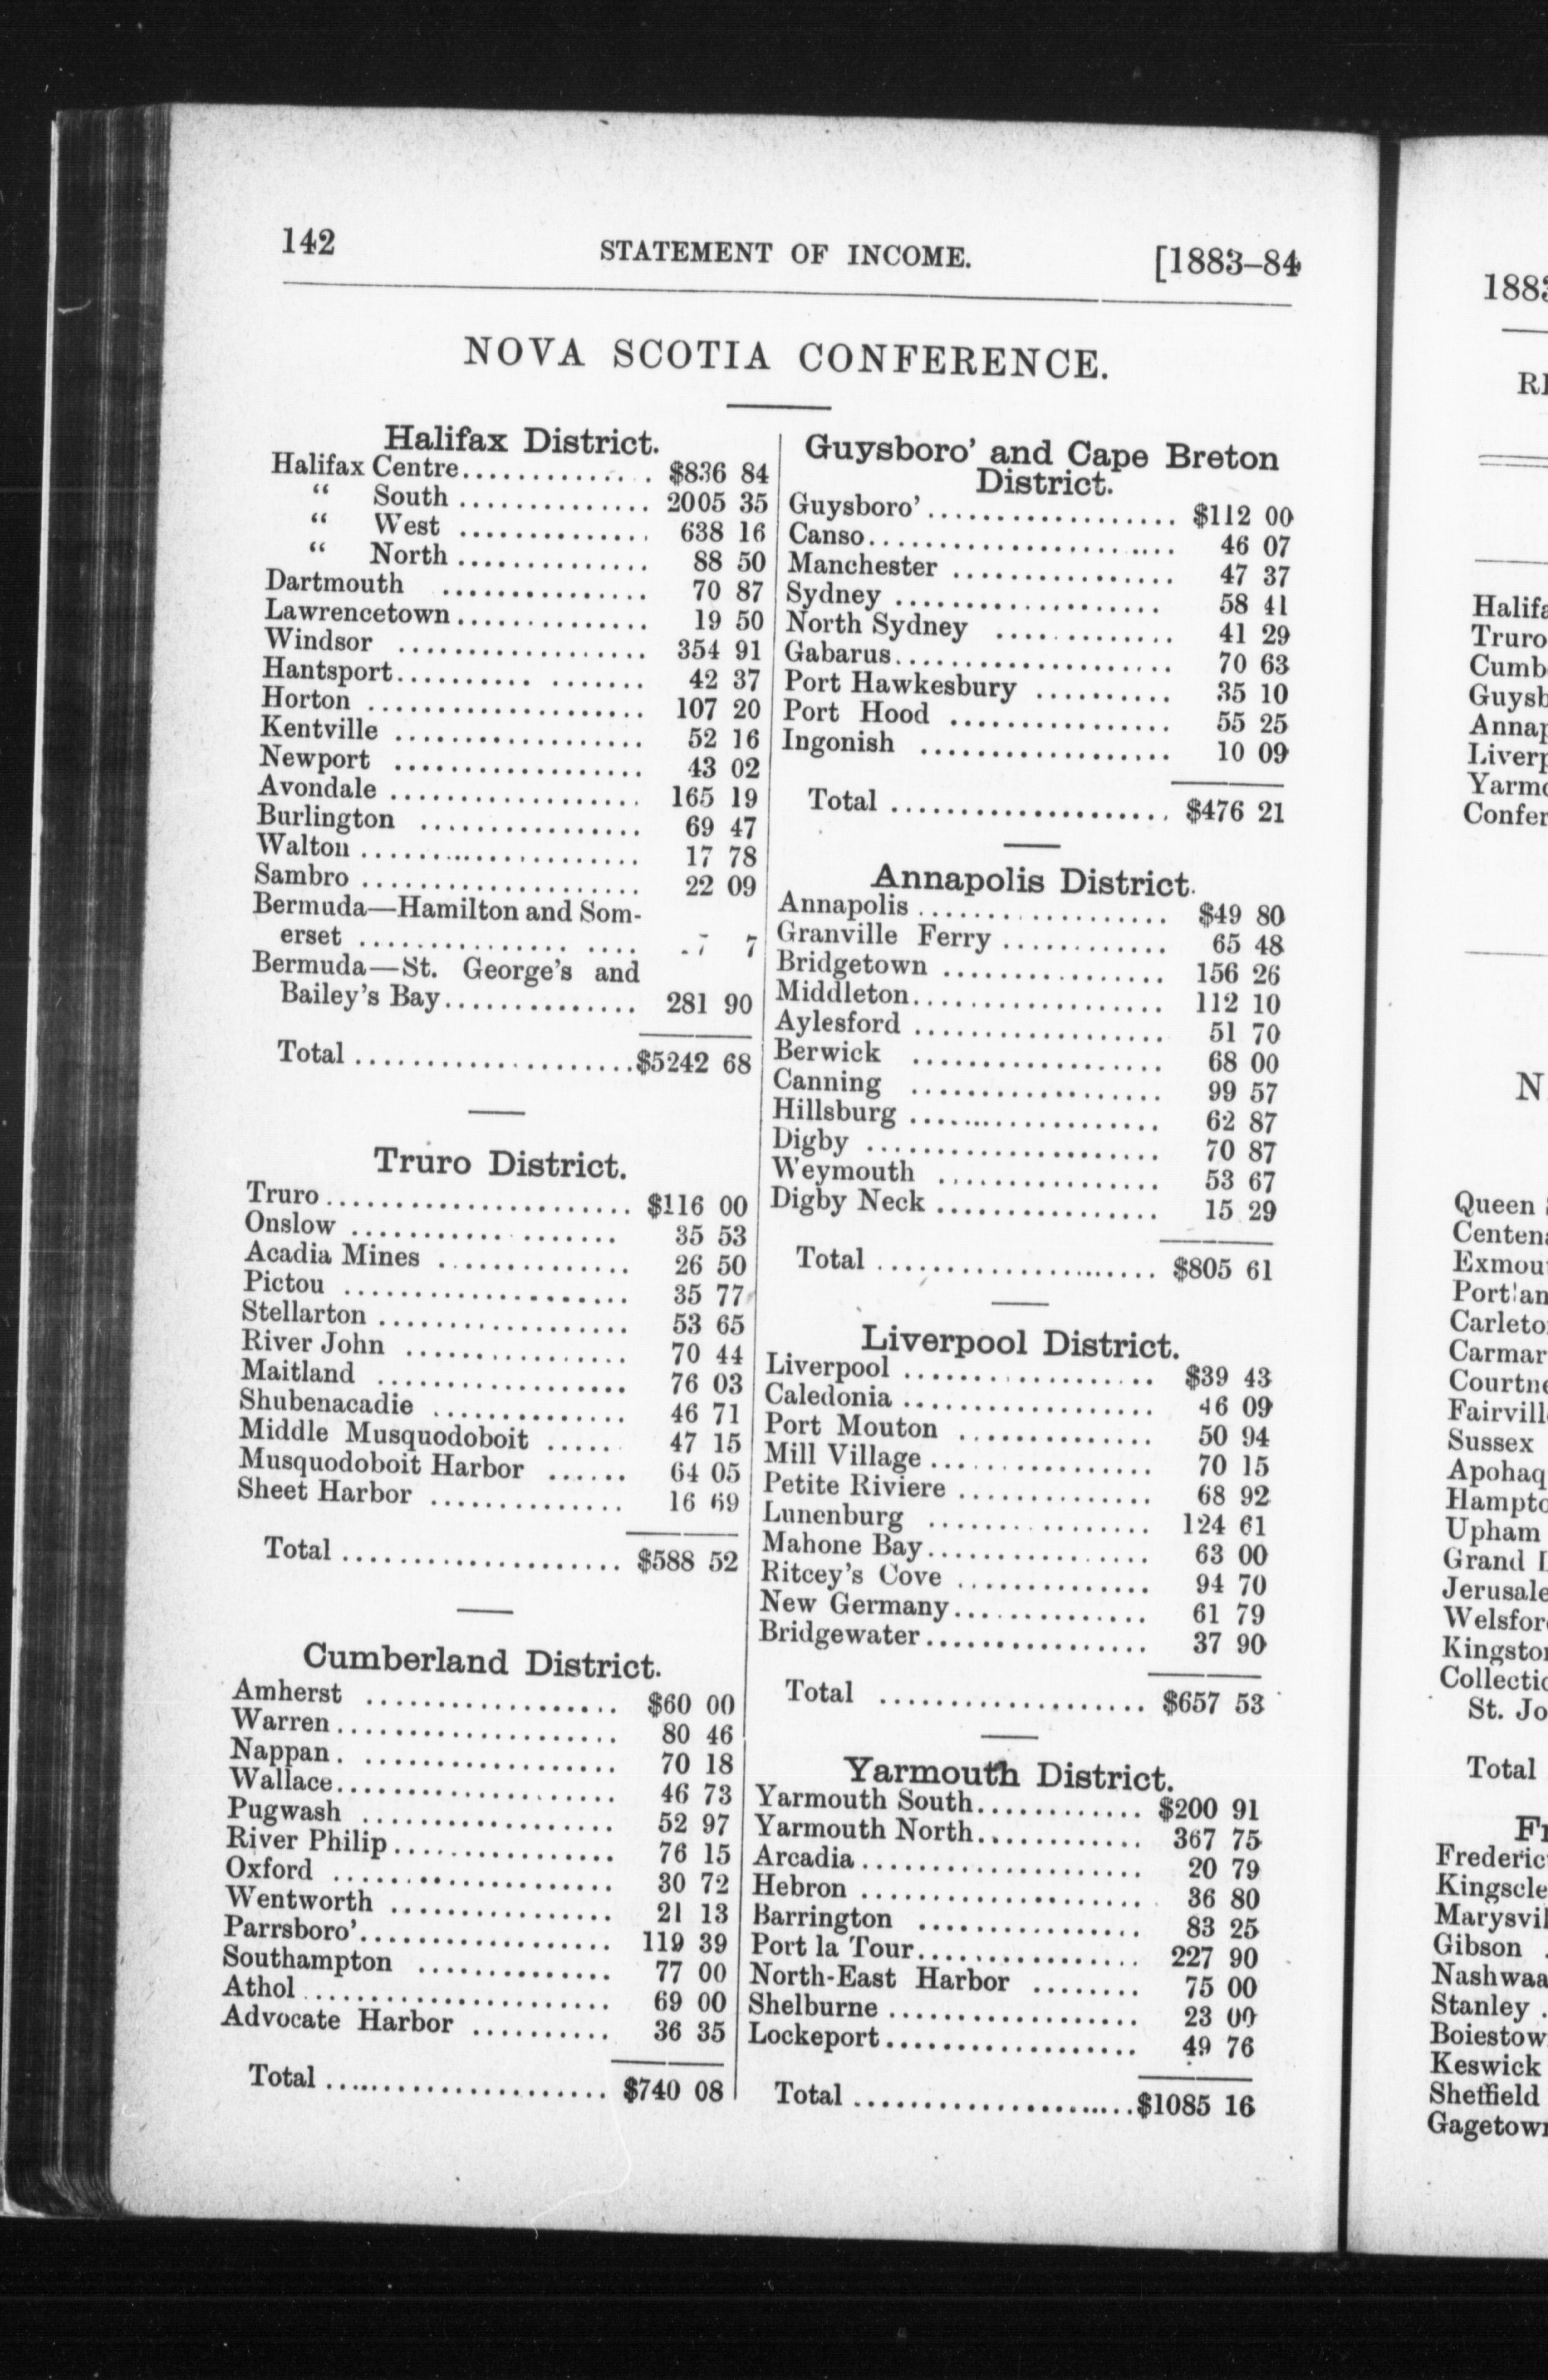 142 STATEMENT OF INCOME. [1883–84
NOVA SCOTIA CONFERENCE.
Halifax District.
Halifax Centre............... $836 84
“ South ............... 2005 35
“ West .............. 638 16
“ North .............. 88 50
Dartmouth ............... 70 87
Lawrencetown.............. 19 50
Windsor .................. 354 91
Hantsport.......... ....... 42 37
Horton .................... 107 20
Kentville .................. 52 16
Newport .................. 43 02
Avondale .................. 165 19
Burlington ................ 69 47
Walton .................... 17 78
Sambro .................... 22 09
Bermuda—Hamilton and Som-
erset ............... ....
Bermuda—St. George's and
Bailey's Bay.............. 281 90
Total ....................$5242 68
Truro District.
Truro...................... $116 00
Onslow ........... ....... 35 53
Acadia Mines .............. 26 50
Pictou .................... 35 77
Stellarton .................. 53 65
River John ................ 70 44
Maitland .................. 76 03
Shubenacadie .............. 46 71
Middle Musquodoboit ...... 47 15
Musquodoboit Harbor ...... 64 05
Sheet Harbor .............. 16 69
Total .................... $588 52
Cumberland District.
Amherst .................. $60 00
Warren.................... 80 46
Nappan. .................. 70 18
Wallace.................... 46 73
Pugwash .................. 52 97
River Philip................ 76 15
Oxford .................... 30 72
Wentworth ................ 21 13
Parrsboro'.................. 119 39
Southampton .............. 77 00
Athol...................... 69 00
Advocate Harbor .......... 36 35
Total .................... $740 08
Guysboro' and Cape Breton
District.
Guysboro'.................. $112 00
Canso...................... 46 07
Manchester ................ 47 37
Sydney .................... 58 41
North Sydney ............. 41 29
Gabarus.................... 70 63
Port Hawkesbury .......... 35 10
Port Hood ................ 55 25
Ingonish .................. 10 09
Total .................... $476 21
Annapolis District.
Annapolis .................. $49 80
Granville Ferry ............ 65 48
Bridgetown ................ 156 26
Middleton.................. 112 10
Aylesford .................. 51 70
Berwick .................. 68 00
Canning .................. 99 57
Hillsburg .................. 62 87
Digby ...................... 70 87
Weymouth ................ 53 67
Digby Neck ................ 15 29
Total .................... $805 61
Liverpool District.
Liverpool .................. $39 43
Caledonia .................. 46 09
Port Mouton .............. 50 94
Mill Village ................ 70 15
Petite Riviere .............. 68 92
Lunenburg ................ 124 61
Mahone Bay................ 63 00
Ritcey's Cove .............. 94 70
New Germany.............. 61 79
Bridgewater................ 37 90
Total .................... $657 53
Yarmouth District.
Yarmouth South............ $200 91
Yarmouth North............ 367 75
Arcadia.................... 20 79
Hebron .................... 36 80
Barrington ................ 83 25
Port la Tour................ 227 90
North-East Harbor ........ 75 00
Shelburne .................. 23 00
Lockeport.................. 49 76
Total ....................$1085 16
Truro
Queen
Sussex
Upham
Total
Gibson
Stanley
Keswick
Sheffield